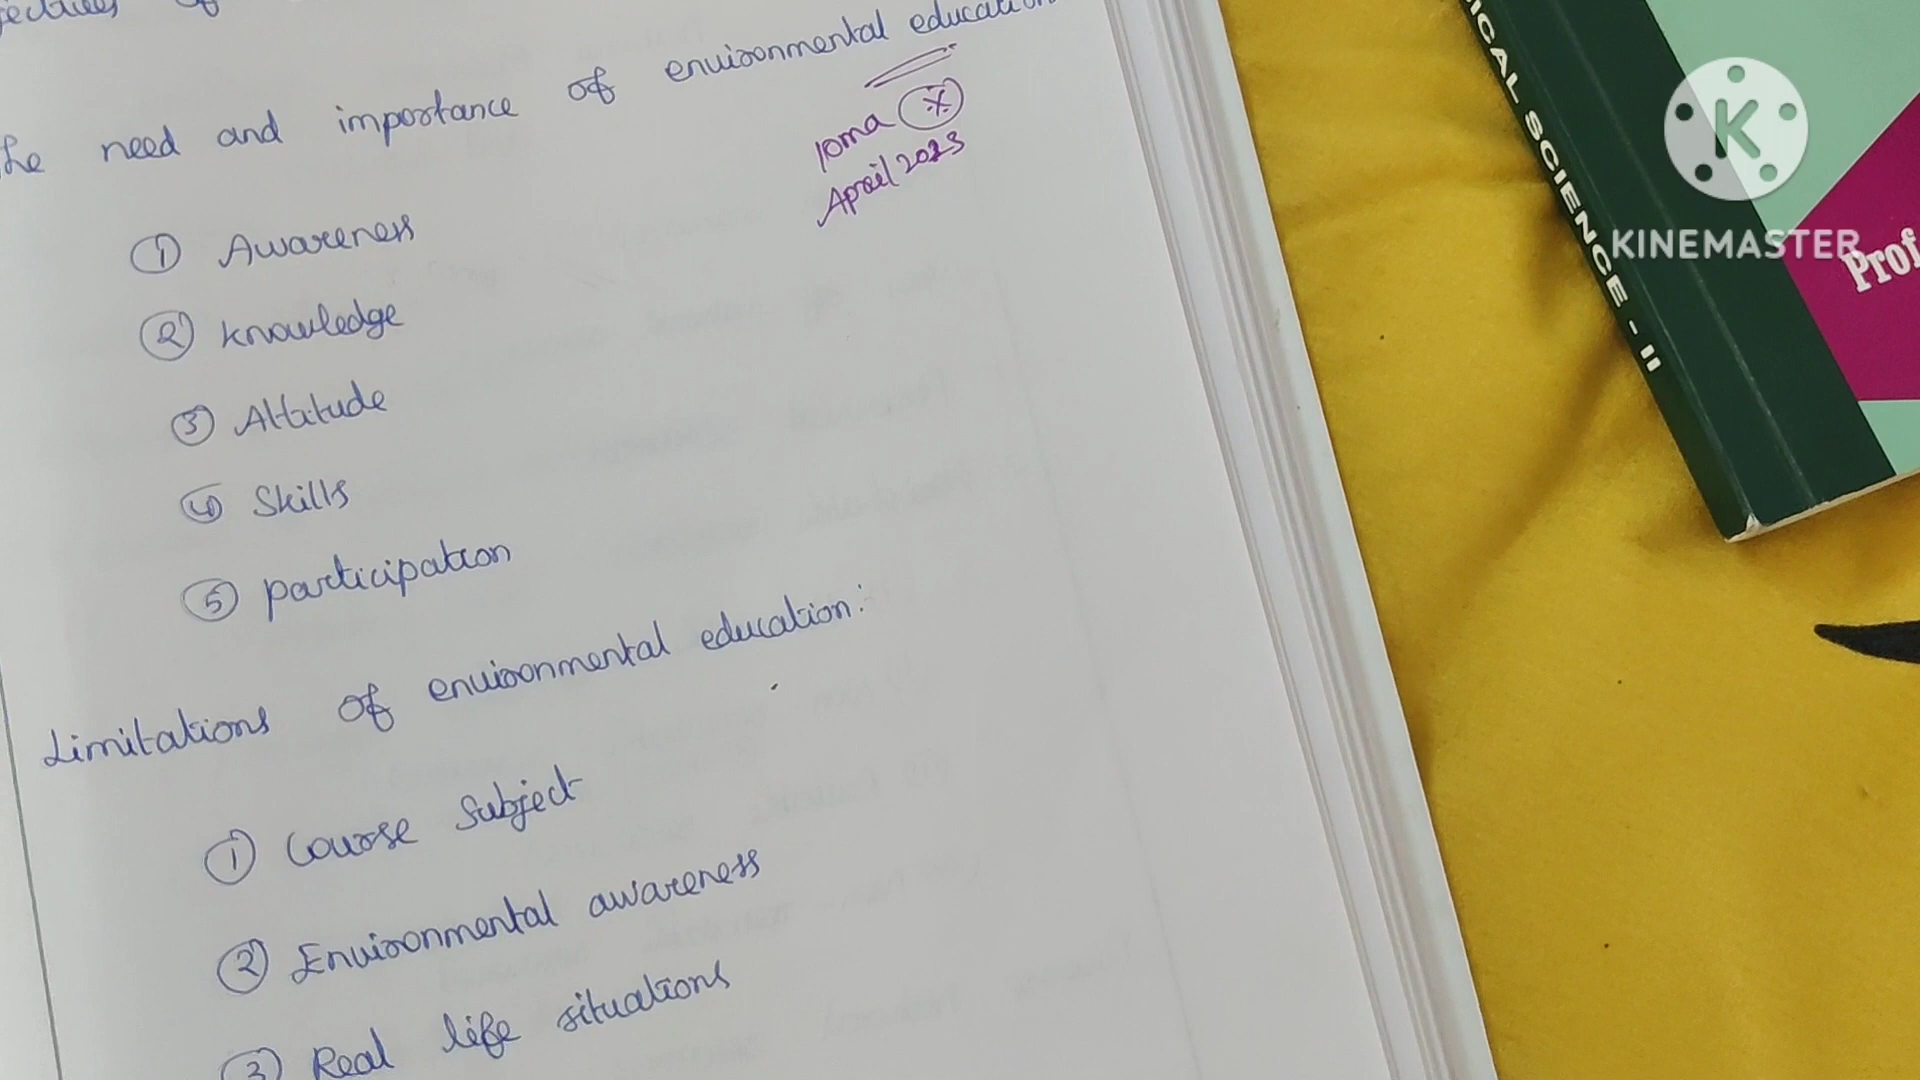 The need and importance of environmental education
10ma
April 2023
① Awareness
② Knowledge
③ Attitude
④ Skills
⑤ participation
Limitations of environmental education:
① Course Subject
② Environmental awareness
③ Real life situations
ICAL SCIENCE - II
Prof
KINEMASTER